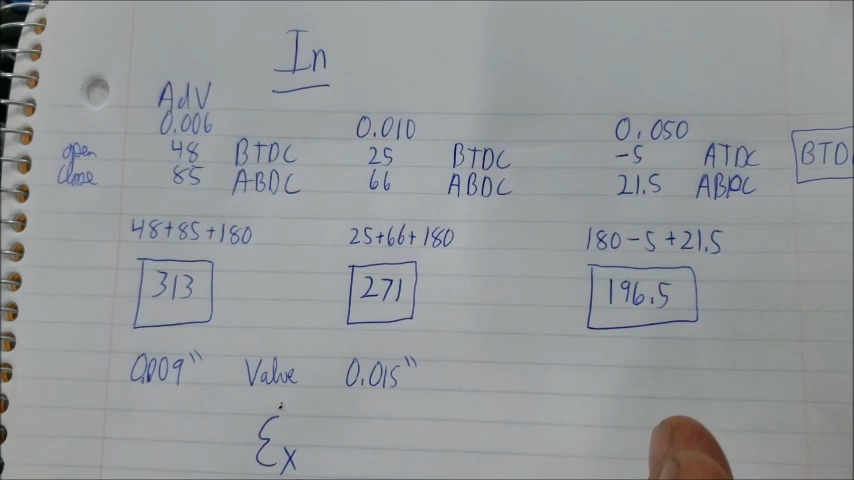 In
AdV
0.006 0.010 0.050
open 48 BTDC 25 BTDC -5 ATDC BTD
close 85 ABDC 66 ABDC 21.5 ABDC
48+85+180 25+66+180 180-5+21.5
313 271 196.5
0.009" Valve 0.015"
Ex